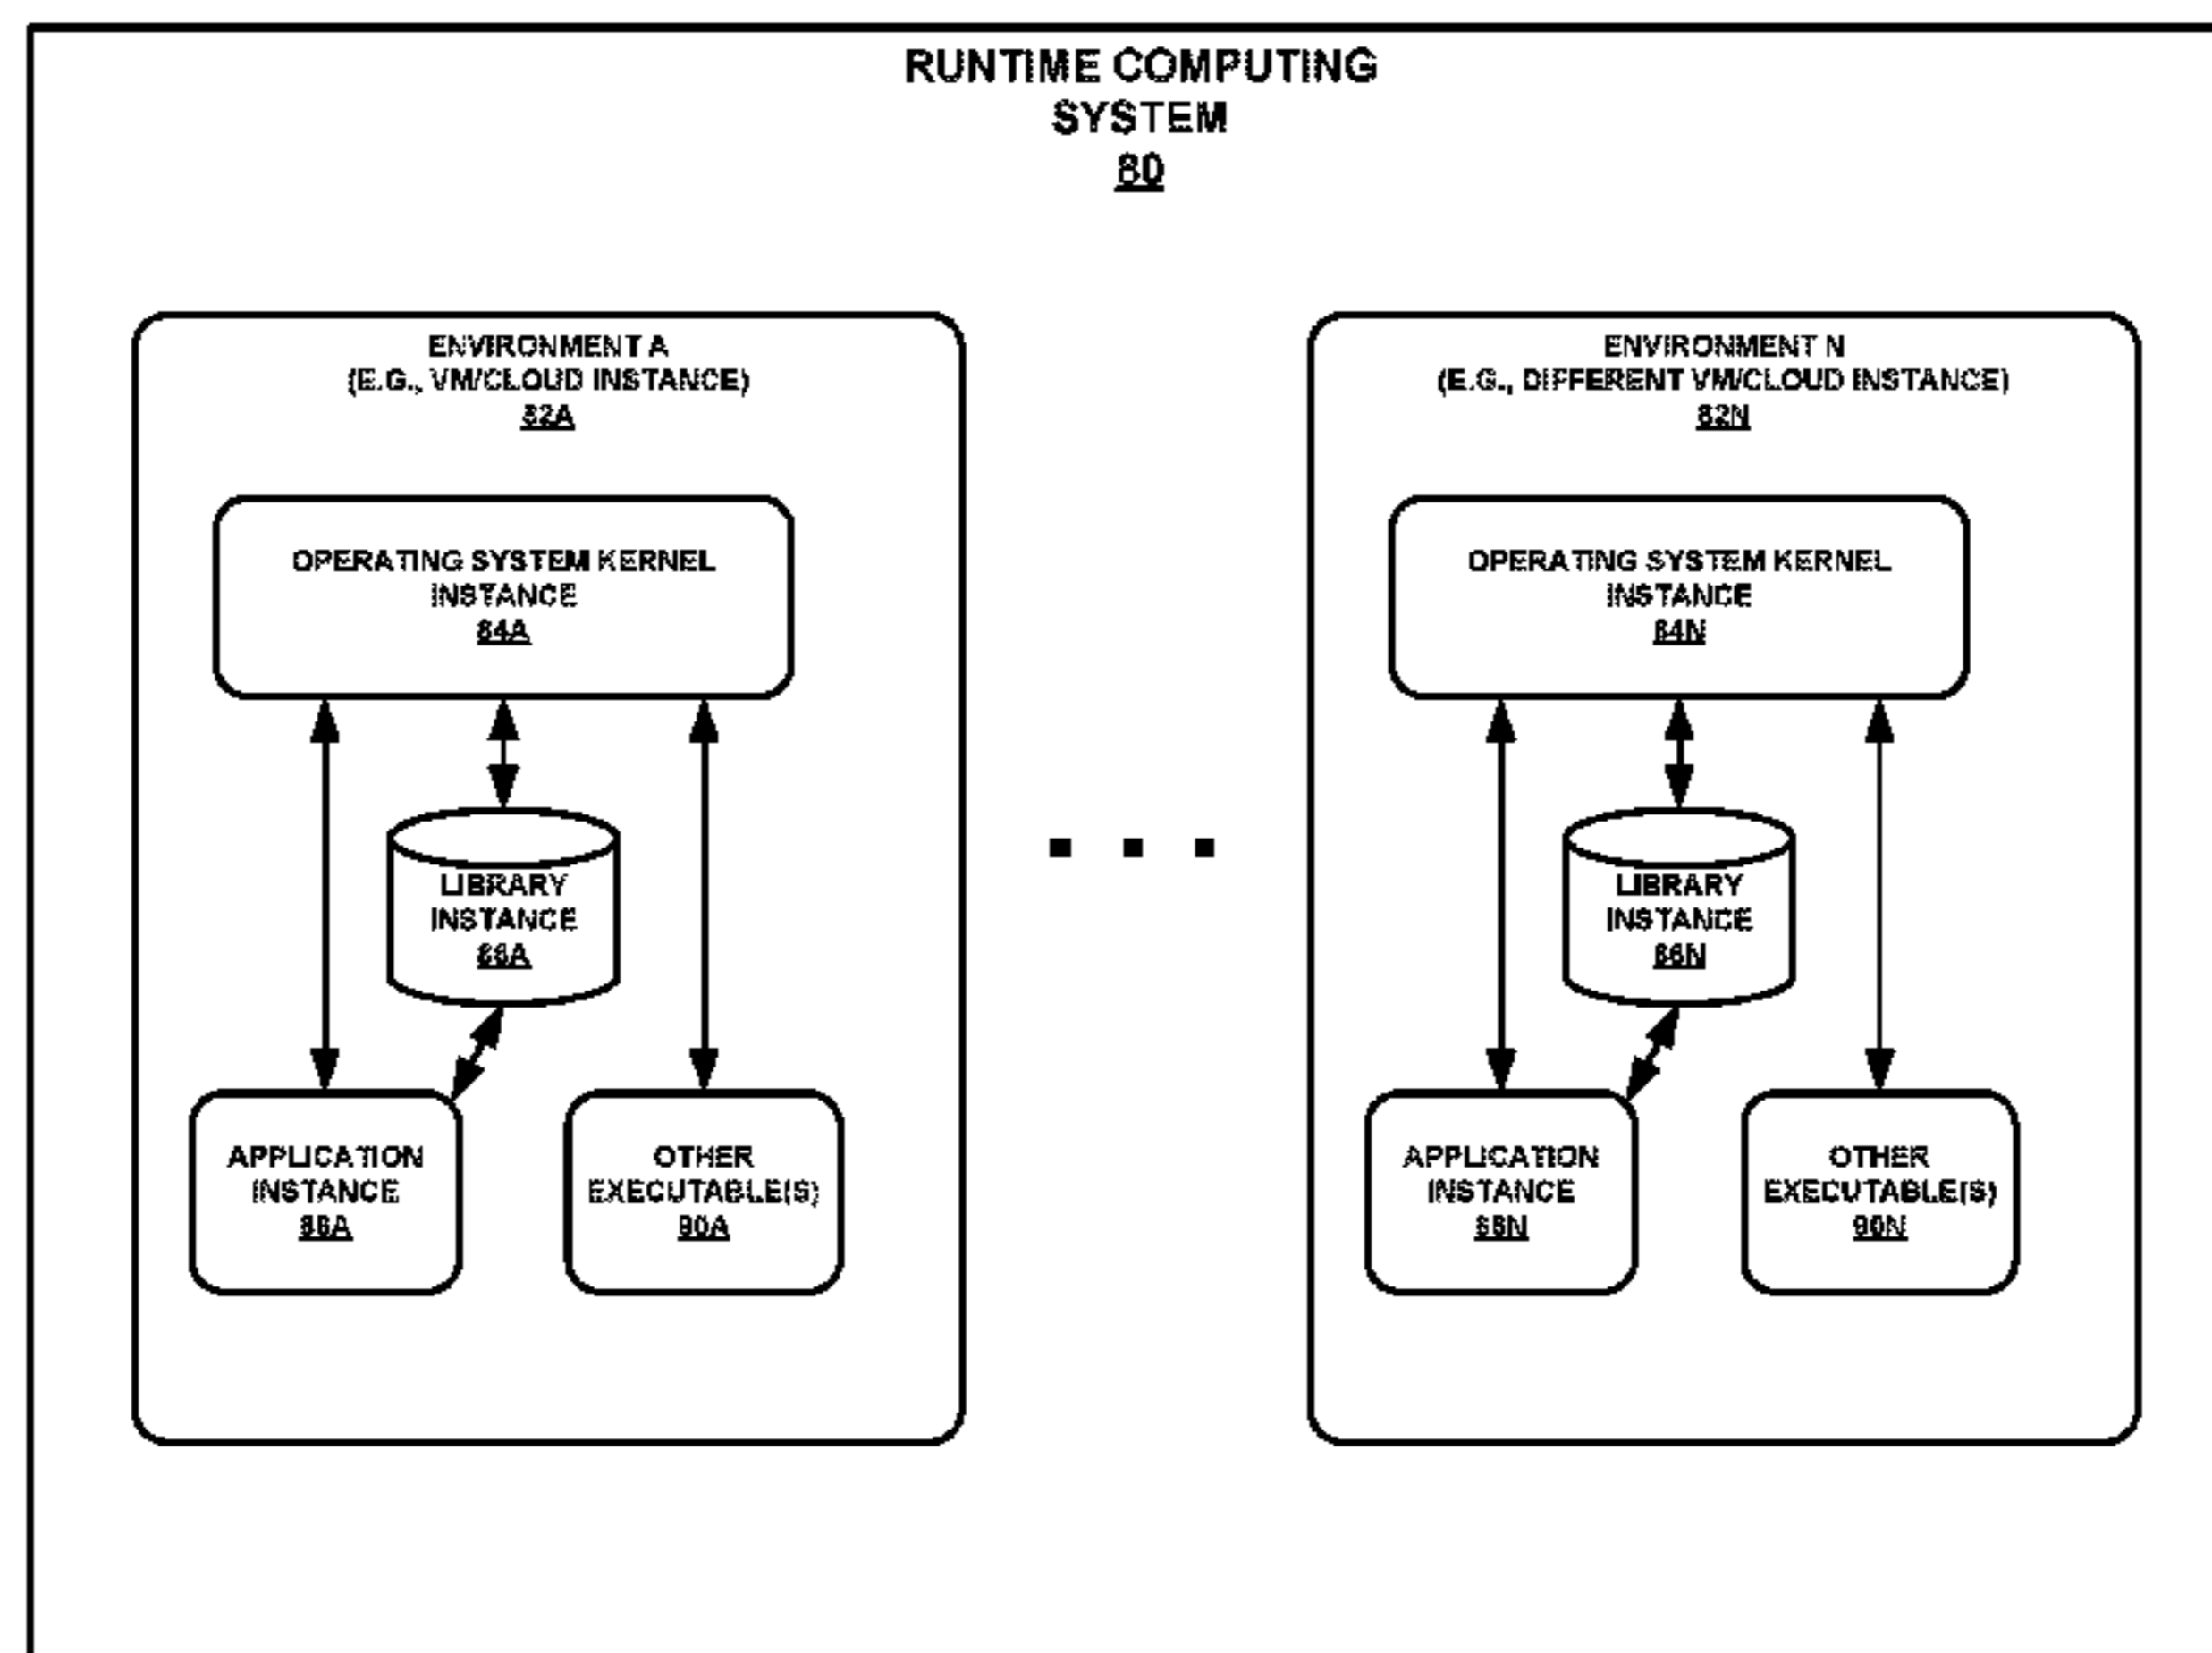 RUNTIME COMPUTING
SYSTEM
80
ENVIRONMENT A
(E.G., VM/CLOUD INSTANCE)
82A
OPERATING SYSTEM KERNEL
INSTANCE
84A
LIBRARY
INSTANCE
86A
APPLICATION
INSTANCE
88A
OTHER
EXECUTABLE(S)
90A
ENVIRONMENT N
(E.G., DIFFERENT VM/CLOUD INSTANCE)
82N
OPERATING SYSTEM KERNEL
INSTANCE
84N
LIBRARY
INSTANCE
86N
APPLICATION
INSTANCE
88N
OTHER
EXECUTABLE(S)
90N